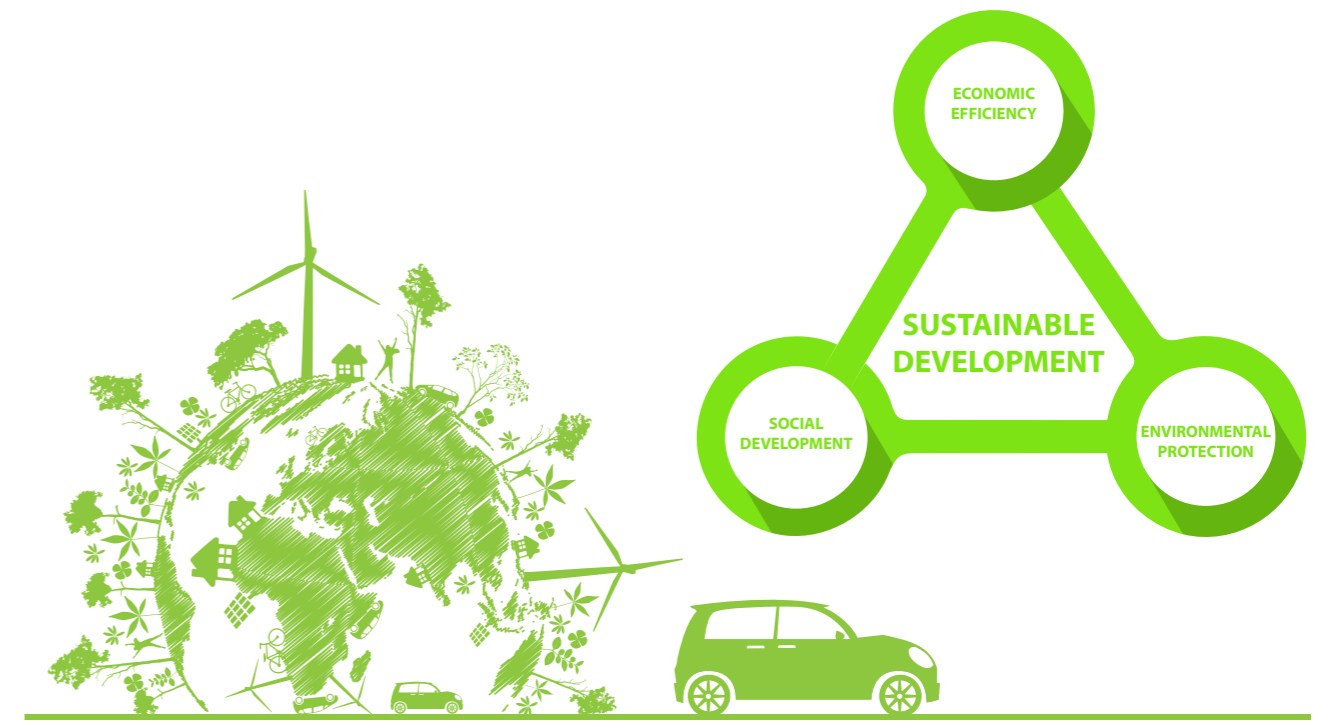 ECONOMIC
EFFICIENCY
SUSTAINABLE
DEVELOPMENT
SOCIAL
DEVELOPMENT
ENVIRONMENTAL
PROTECTION